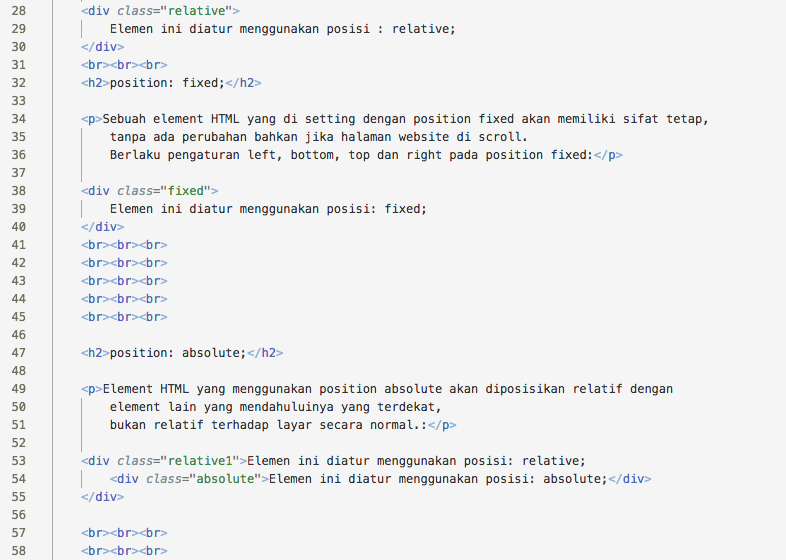 28 <div class="relative">
29 Elemen ini diatur menggunakan posisi : relative;
30 </div>
31 <br><br><br>
32 <h2>position: fixed;</h2>
33
34 <p>Sebuah element HTML yang di setting dengan position fixed akan memiliki sifat tetap,
35 tanpa ada perubahan bahkan jika halaman website di scroll.
36 Berlaku pengaturan left, bottom, top dan right pada position fixed:</p>
37
38 <div class="fixed">
39 Elemen ini diatur menggunakan posisi: fixed;
40 </div>
41 <br><br><br>
42 <br><br><br>
43 <br><br><br>
44 <br><br><br>
45 <br><br><br>
46
47 <h2>position: absolute;</h2>
48
49 <p>Element HTML yang menggunakan position absolute akan diposisikan relatif dengan
50 element lain yang mendahuluinya yang terdekat,
51 bukan relatif terhadap layar secara normal.:</p>
52
53 <div class="relative1">Elemen ini diatur menggunakan posisi: relative;
54 <div class="absolute">Elemen ini diatur menggunakan posisi: absolute;</div>
55 </div>
56
57 <br><br><br>
58 <br><br><br>